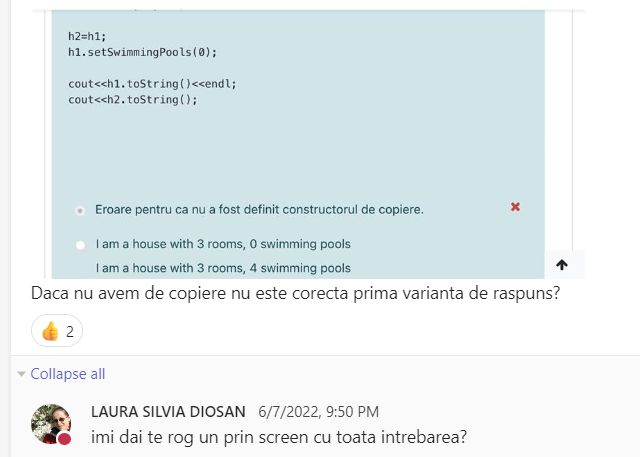 h2=h1;
h1.setSwimmingPools(0);
cout<<h1.toString()<<endl;
cout<<h2.toString();
Eroare pentru ca nu a fost definit constructorul de copiere.
I am a house with 3 rooms, 0 swimming pools
I am a house with 3 rooms, 4 swimming pools
Daca nu avem de copiere nu este corecta prima varianta de raspuns?
2
Collapse all
LAURA SILVIA DIOSAN 6/7/2022, 9:50 PM
imi dai te rog un prin screen cu toata intrebarea?